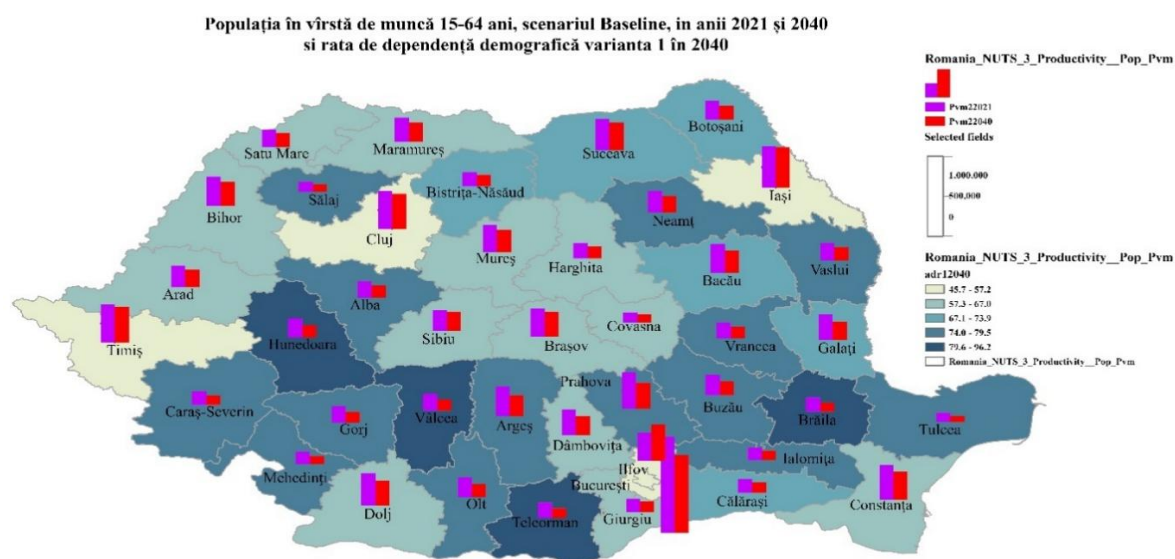 Populația în vîrstă de muncă 15-64 ani, scenariul Baseline, in anii 2021 și 2040
si rata de dependență demografică varianta 1 în 2040
Romania_NUTS_3_Productivity__Pop_Pvm
Pvm22021
Pvm22040
Selected fields
1.000.000
500.000
0
Romania_NUTS_3_Productivity__Pop_Pvm
adr12040
45.7 - 57.2
57.3 - 67.0
67.1 - 73.9
74.0 - 79.5
79.6 - 96.2
Romania_NUTS_3_Productivity__Pop_Pvm
Botoșani
Suceava
Maramureș
Satu Mare
Iași
Bistrița-Năsăud
Sălaj
Bihor
Neamț
Cluj
Mureș
Harghita
Vaslui
Bacău
Arad
Alba
Covasna
Timiș
Hunedoara
Sibiu
Brașov
Vrancea
Galați
Prahova
Buzău
Caraș-Severin
Vâlcea
Brăila
Gorj
Argeș
Tulcea
Dâmbovița
Ialomița
Ilfov
Mehedinți
București
Călărași
Constanța
Olt
Dolj
Teleorman
Giurgiu